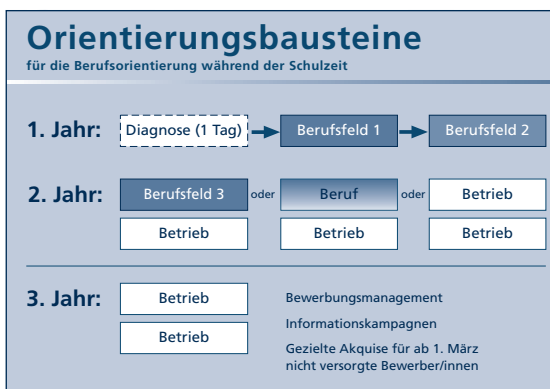 Orientierungsbausteine
für die Berufsorientierung während der Schulzeit
1. Jahr: Diagnose (1 Tag) Berufsfeld 1 Berufsfeld 2
2. Jahr: Berufsfeld 3 oder Beruf oder Betrieb
Betrieb Betrieb Betrieb
3. Jahr: Betrieb Bewerbungsmanagement
Betrieb Informationskampagnen
Gezielte Akquise für ab 1. März
nicht versorgte Bewerber/innen